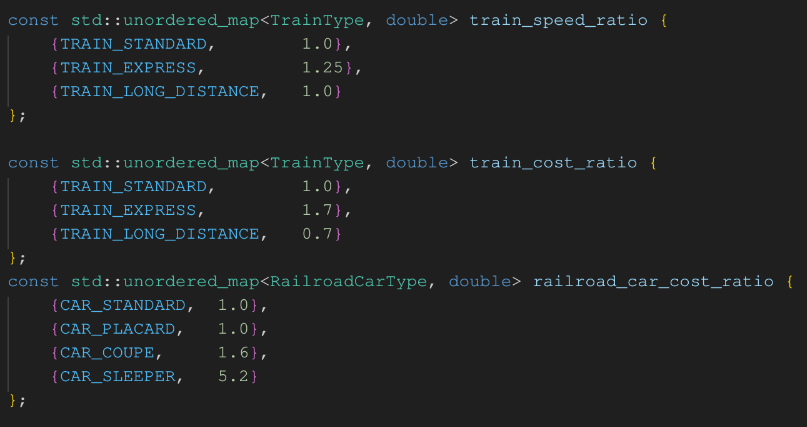 const std::unordered_map<TrainType, double> train_speed_ratio {
    {TRAIN_STANDARD,        1.0},
    {TRAIN_EXPRESS,         1.25},
    {TRAIN_LONG_DISTANCE,   1.0}
};

const std::unordered_map<TrainType, double> train_cost_ratio {
    {TRAIN_STANDARD,        1.0},
    {TRAIN_EXPRESS,         1.7},
    {TRAIN_LONG_DISTANCE,   0.7}
};
const std::unordered_map<RailroadCarType, double> railroad_car_cost_ratio {
    {CAR_STANDARD,  1.0},
    {CAR_PLACARD,   1.0},
    {CAR_COUPE,     1.6},
    {CAR_SLEEPER,   5.2}
};